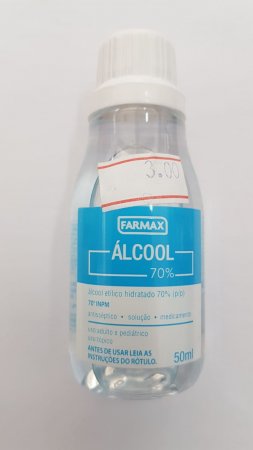 3.00
FARMAX
ÁLCOOL
70%
álcool etílico hidratado 70% (p/p)
70° INPM
antisséptico • solução • medicamento
uso adulto e pediátrico
uso tópico
ANTES DE USAR LEIA AS
INSTRUÇÕES DO RÓTULO.
50ml